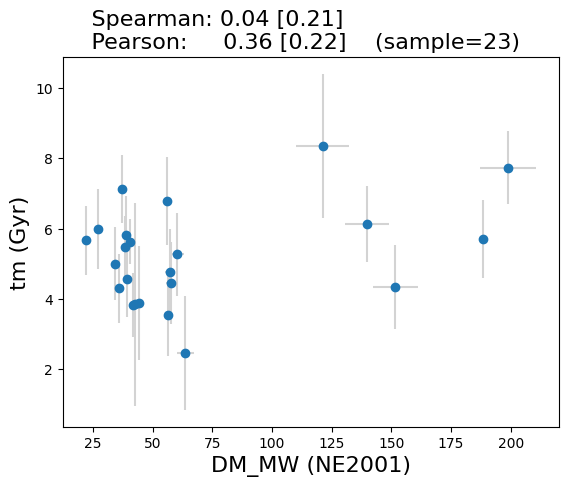 Spearman: 0.04 [0.21]
Pearson: 0.36 [0.22] (sample=23)
10
8
6
4
2
tm (Gyr)
25 50 75 100 125 150 175 200
DM_MW (NE2001)